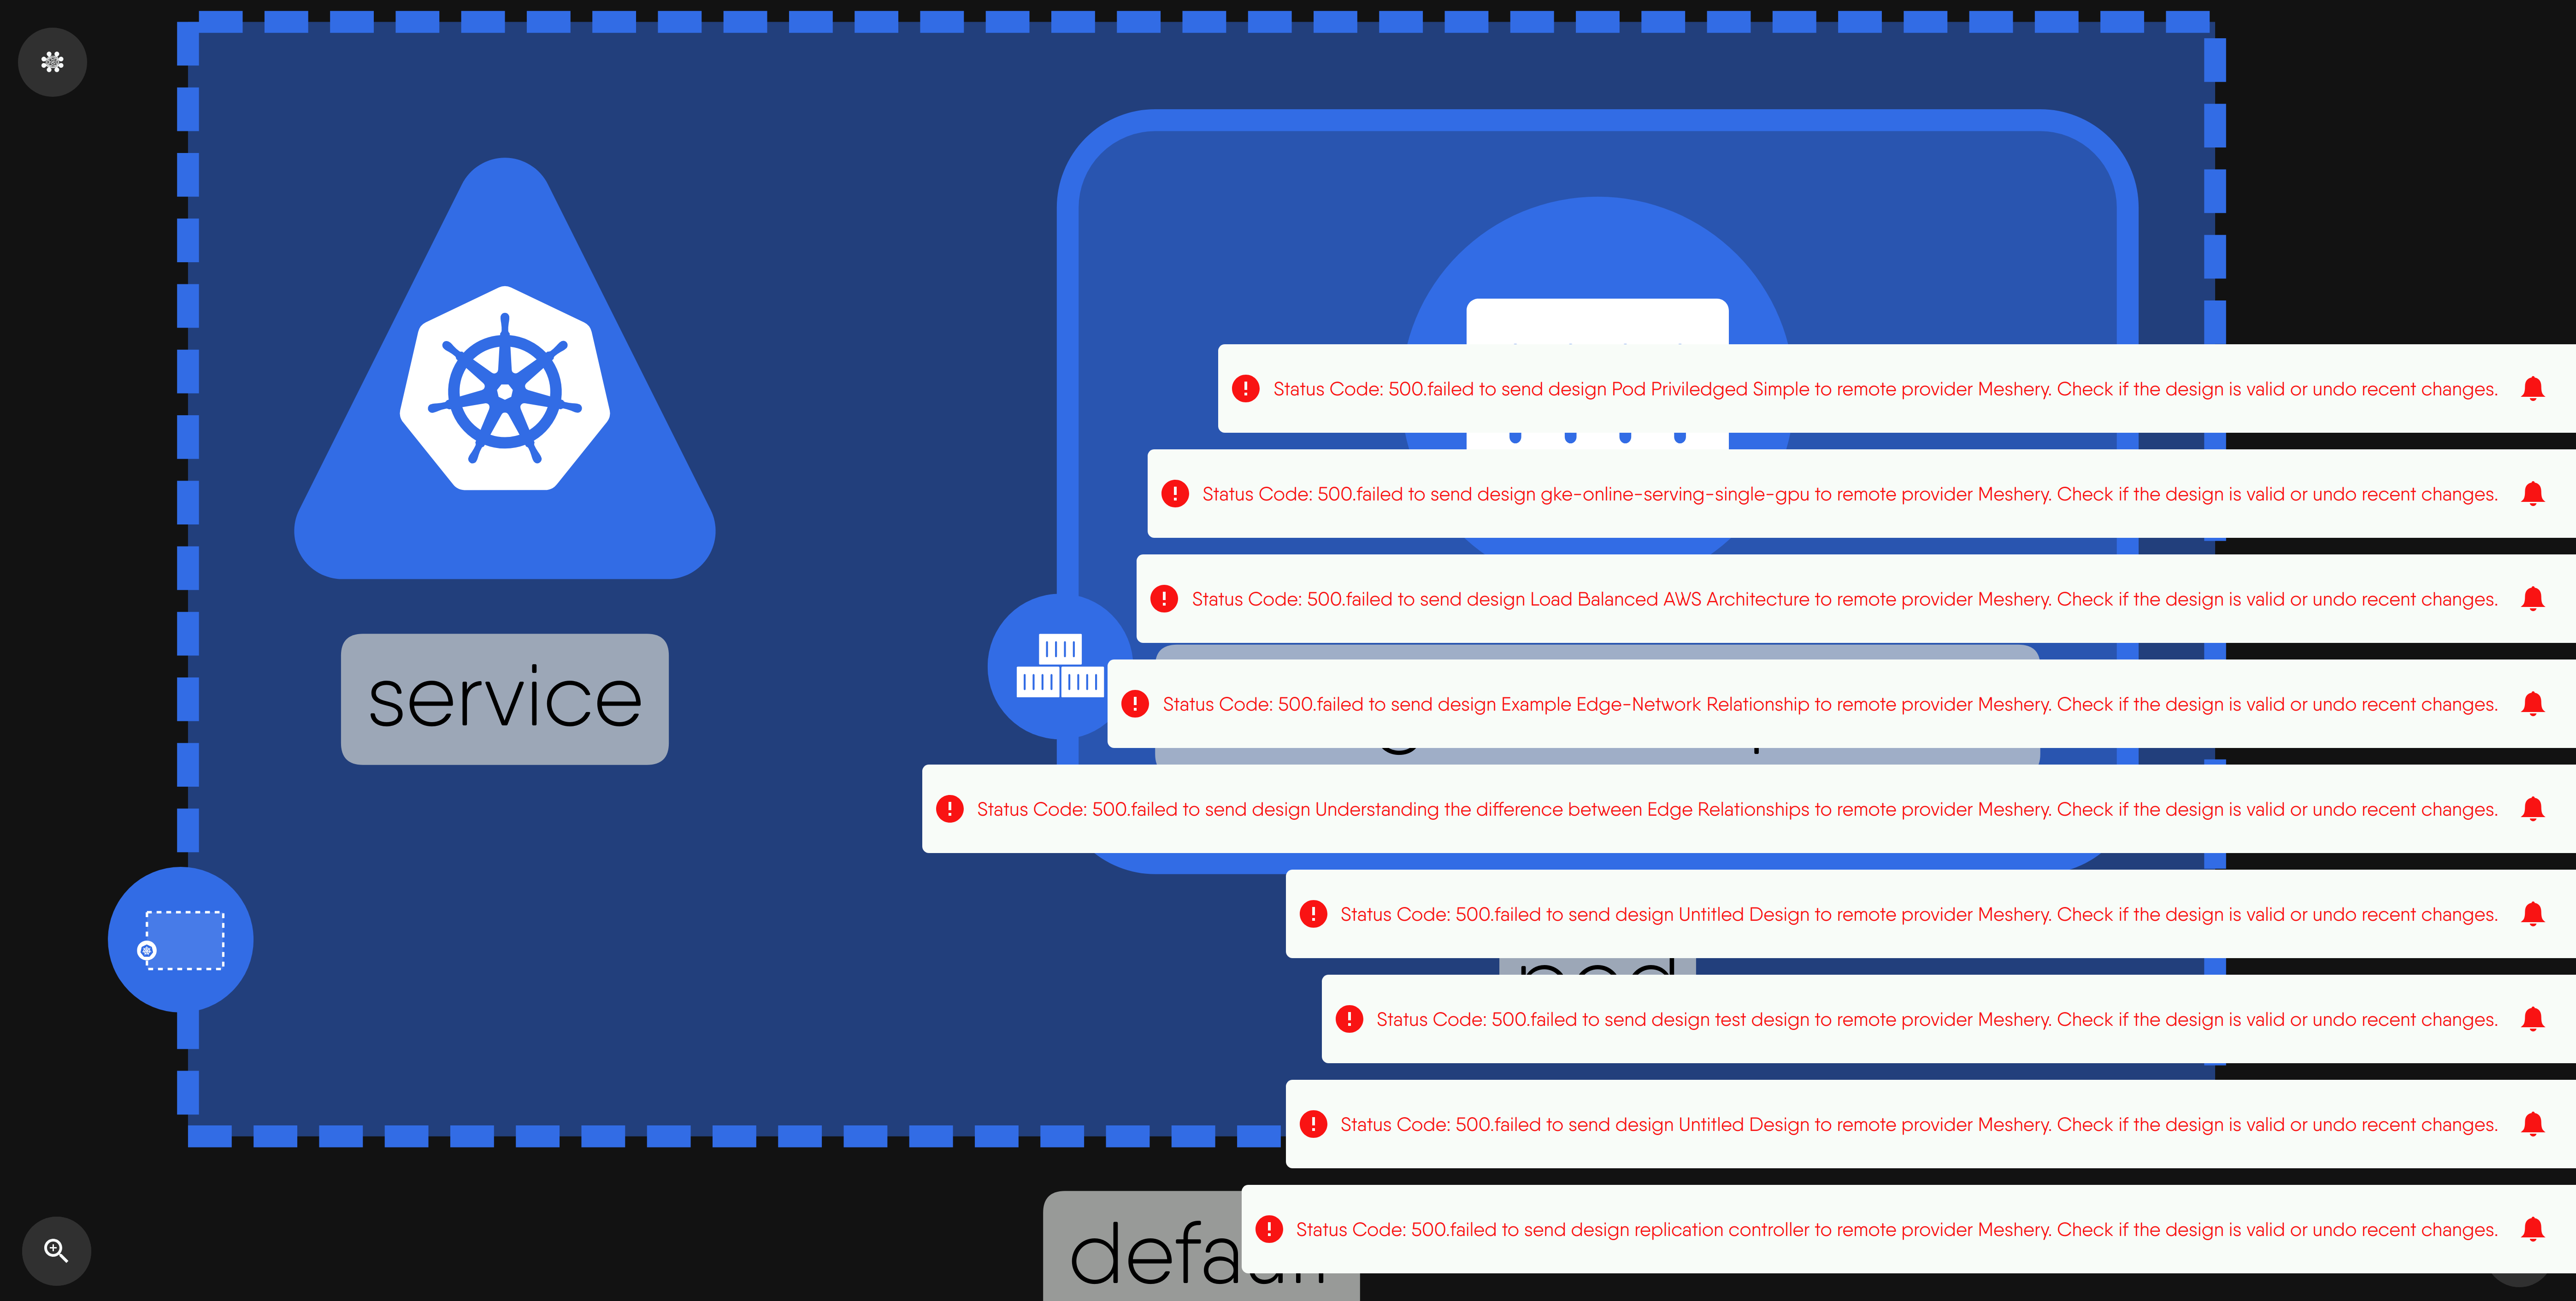 Status Code: 500.failed to send design Pod Priviledged Simple to remote provider Meshery. Check if the design is valid or undo recent changes.
Status Code: 500.failed to send design gke-online-serving-single-gpu to remote provider Meshery. Check if the design is valid or undo recent changes.
Status Code: 500.failed to send design Load Balanced AWS Architecture to remote provider Meshery. Check if the design is valid or undo recent changes.
service
Status Code: 500.failed to send design Example Edge-Network Relationship to remote provider Meshery. Check if the design is valid or undo recent changes.
Status Code: 500.failed to send design Understanding the difference between Edge Relationships to remote provider Meshery. Check if the design is valid or undo recent changes.
Status Code: 500.failed to send design Untitled Design to remote provider Meshery. Check if the design is valid or undo recent changes.
pod
Status Code: 500.failed to send design test design to remote provider Meshery. Check if the design is valid or undo recent changes.
Status Code: 500.failed to send design Untitled Design to remote provider Meshery. Check if the design is valid or undo recent changes.
Status Code: 500.failed to send design replication controller to remote provider Meshery. Check if the design is valid or undo recent changes.
default